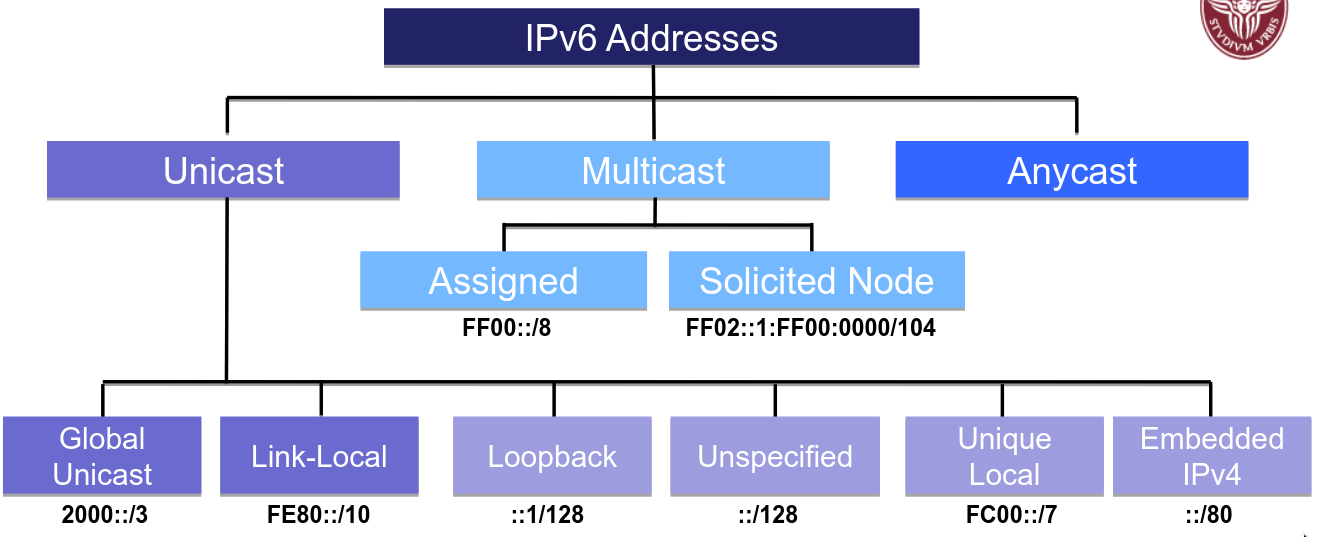 IPv6 Addresses
STVDIVM VRBIS
Unicast
Multicast
Anycast
Assigned
Solicited Node
FF00::/8
FF02::1:FF00:0000/104
Global
Unicast
Link-Local
Loopback
Unspecified
Unique
Local
Embedded
IPv4
2000::/3
FE80::/10
::1/128
::/128
FC00::/7
::/80